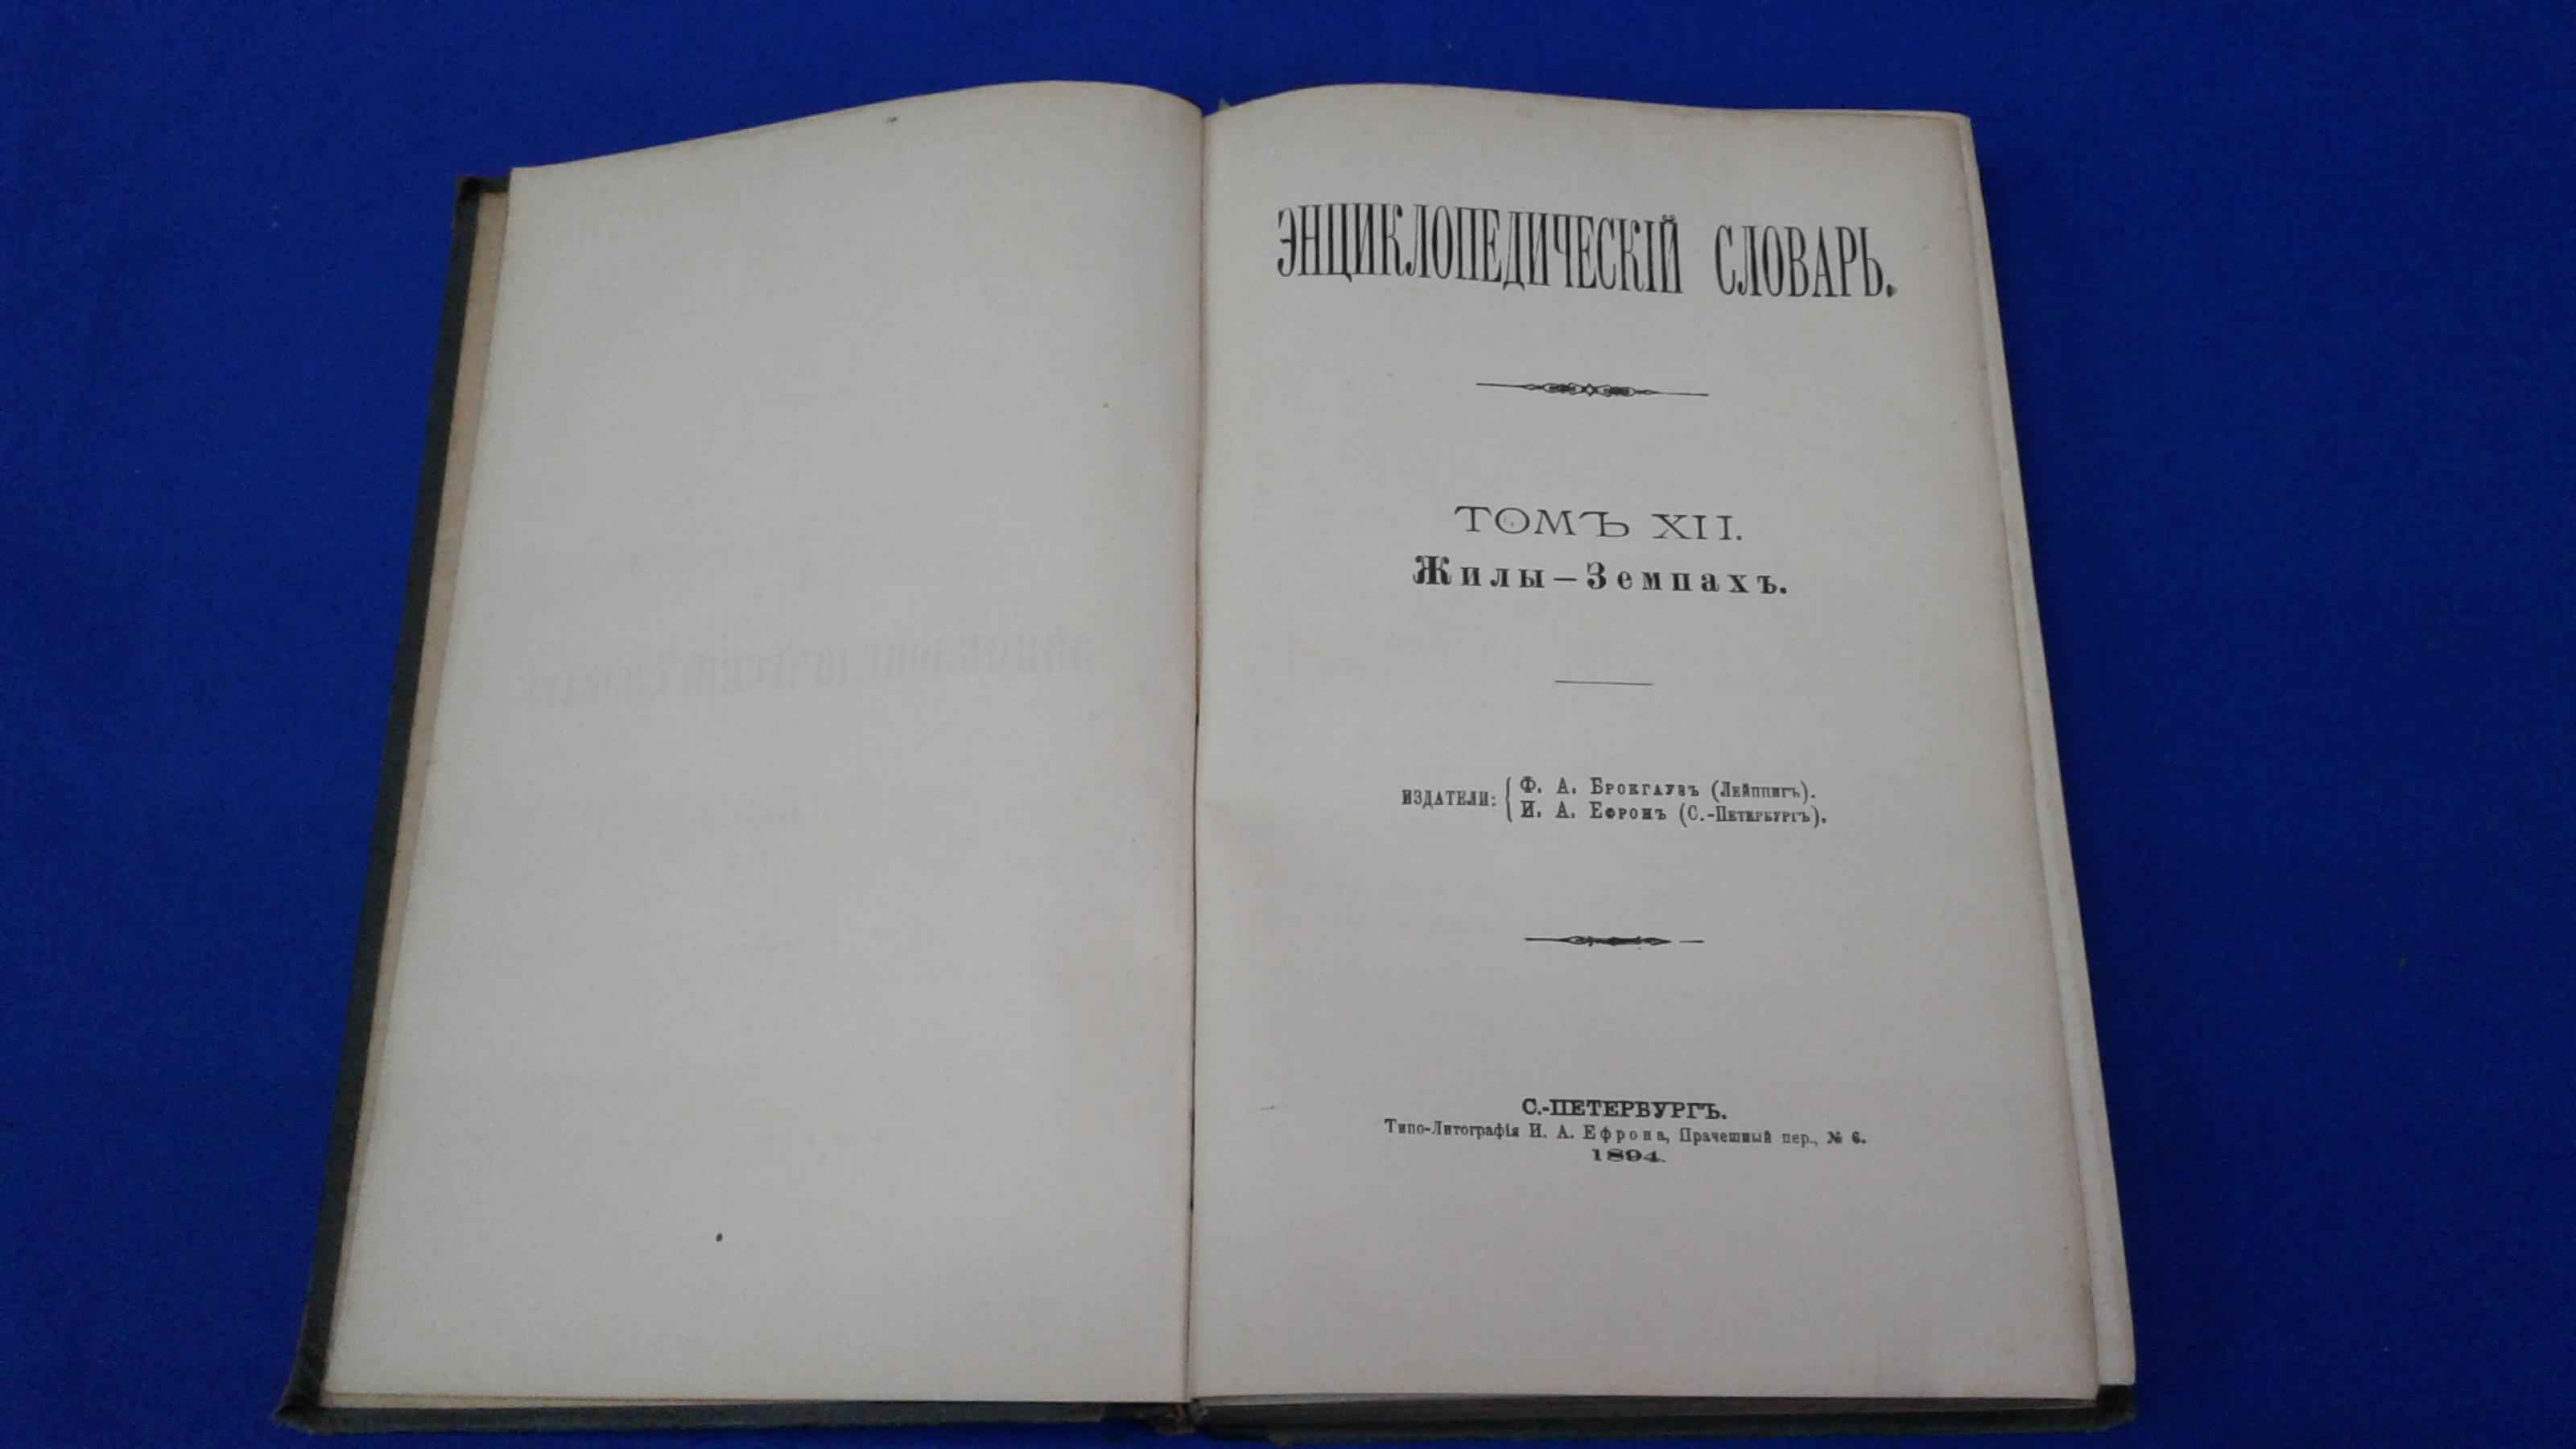 ЭНЦИКЛОПЕДИЧЕСКІЙ СЛОВАРЬ.
ТОМЪ XII.
Жилы—Земпахъ.
ИЗДАТЕЛИ: { Ф. А. Брокгаузъ (Лейпцигъ).
И. А. Ефронъ (С.-Петербургъ).
С.-ПЕТЕРБУРГЪ.
Типо-Литографія И. А. Ефрона, Прачешный пер., № 6.
1894.